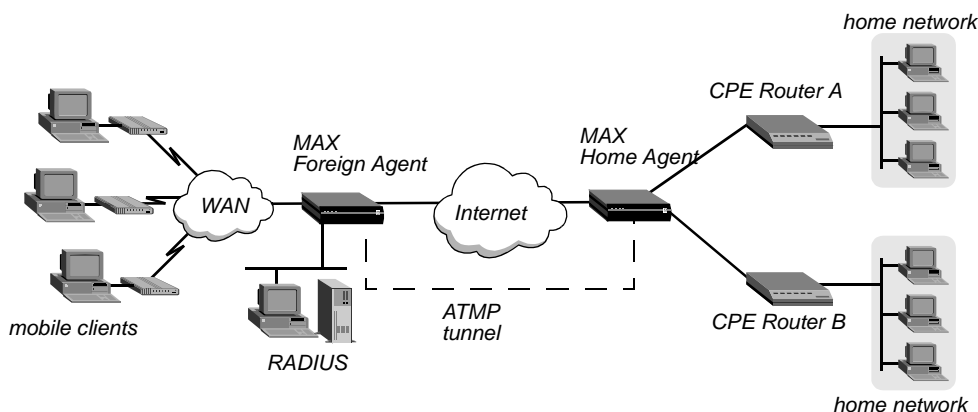 home network
CPE Router A
MAX
Foreign Agent
MAX
Home Agent
WAN
Internet
mobile clients
RADIUS
ATMP
tunnel
CPE Router B
home network